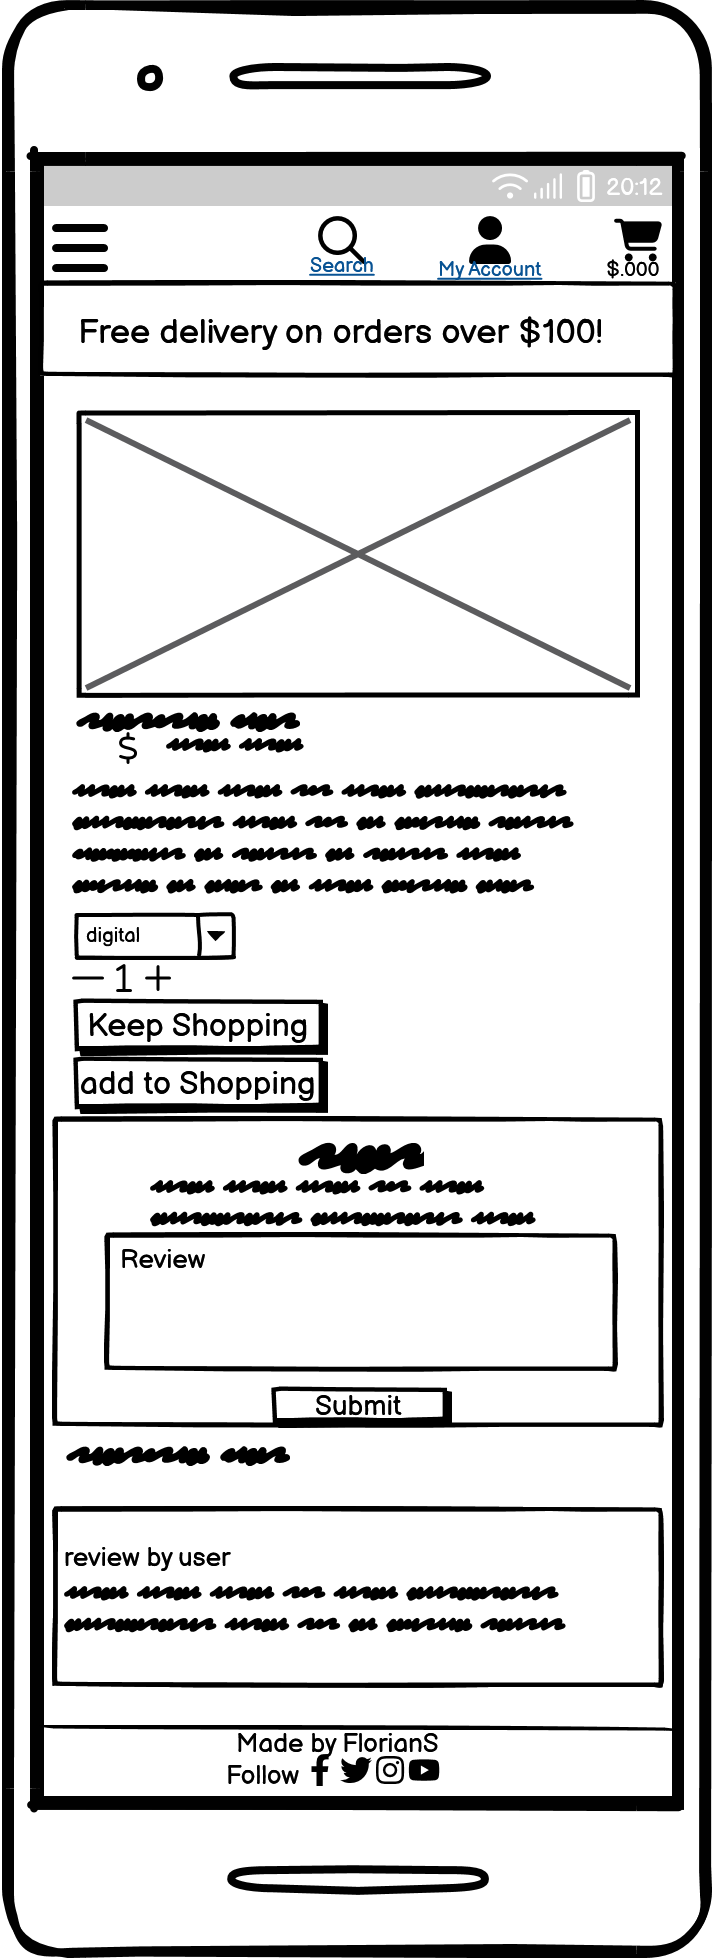 20:12
Search
My Account
$.000
Free delivery on orders over $100!
$
digital
— 1 +
Keep Shopping
add to Shopping
Review
Submit
review by user
Made by FlorianS
Follow